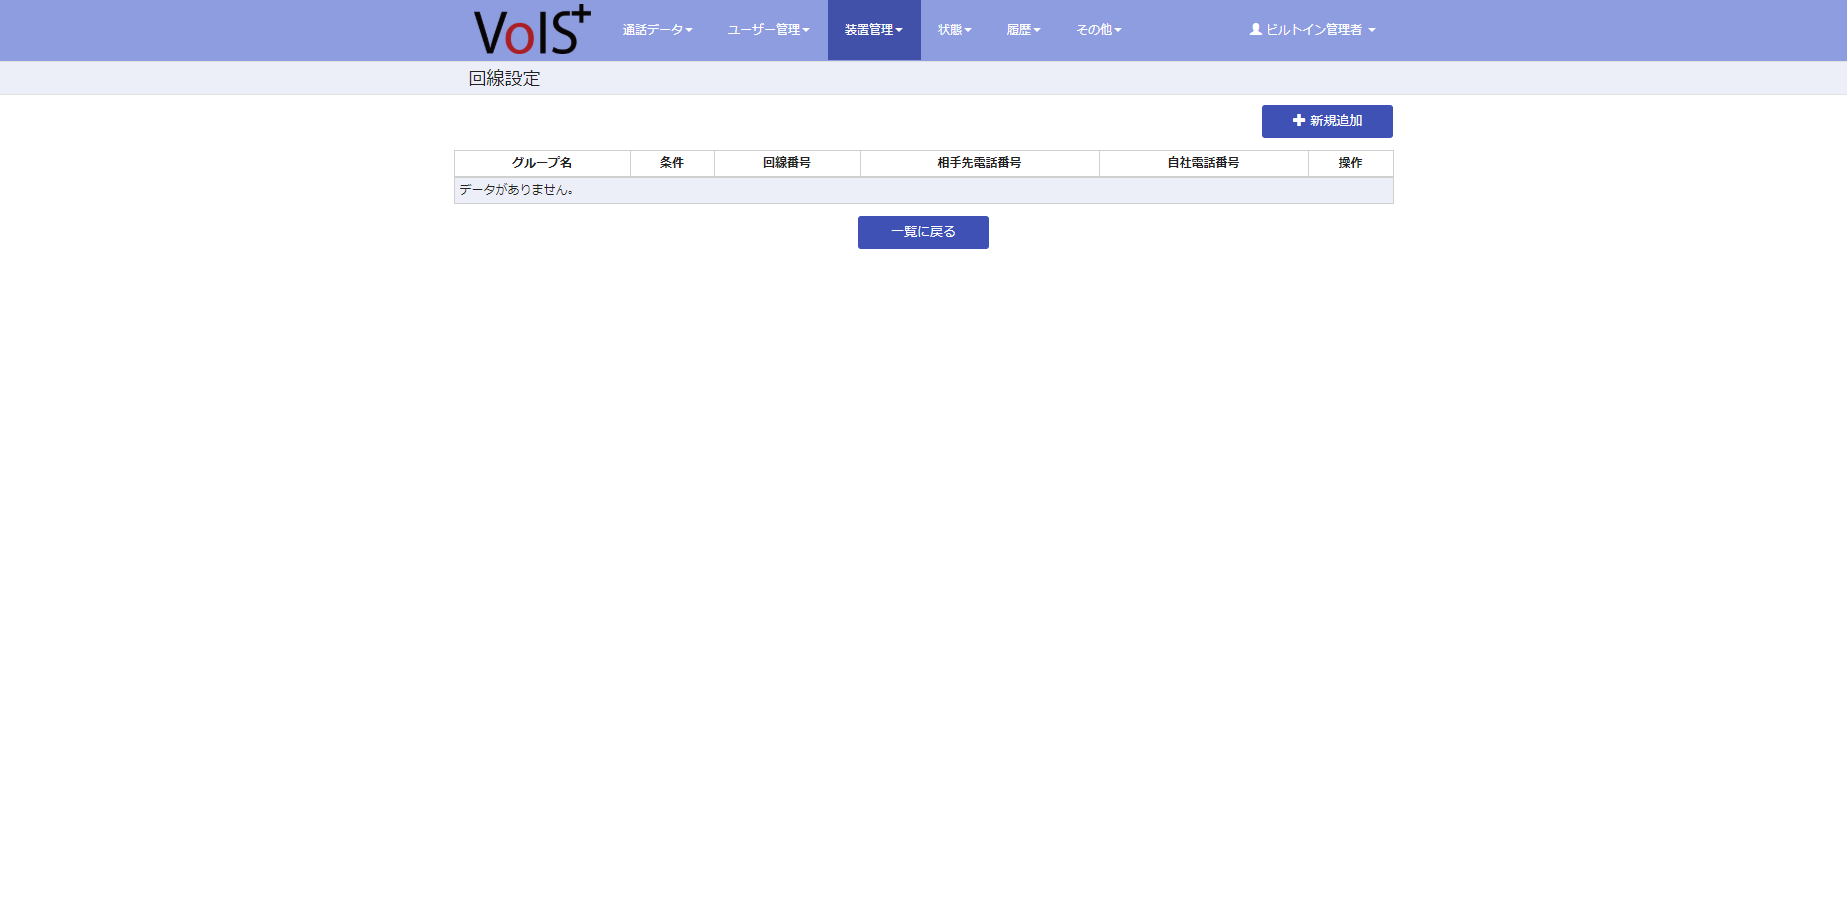 VoIS+ 通話データ ユーザー管理 装置管理 状態 履歴 その他 ビルトイン管理者
回線設定
新規追加
グループ名 条件 回線番号 相手先電話番号 自社電話番号 操作
データがありません。
一覧に戻る